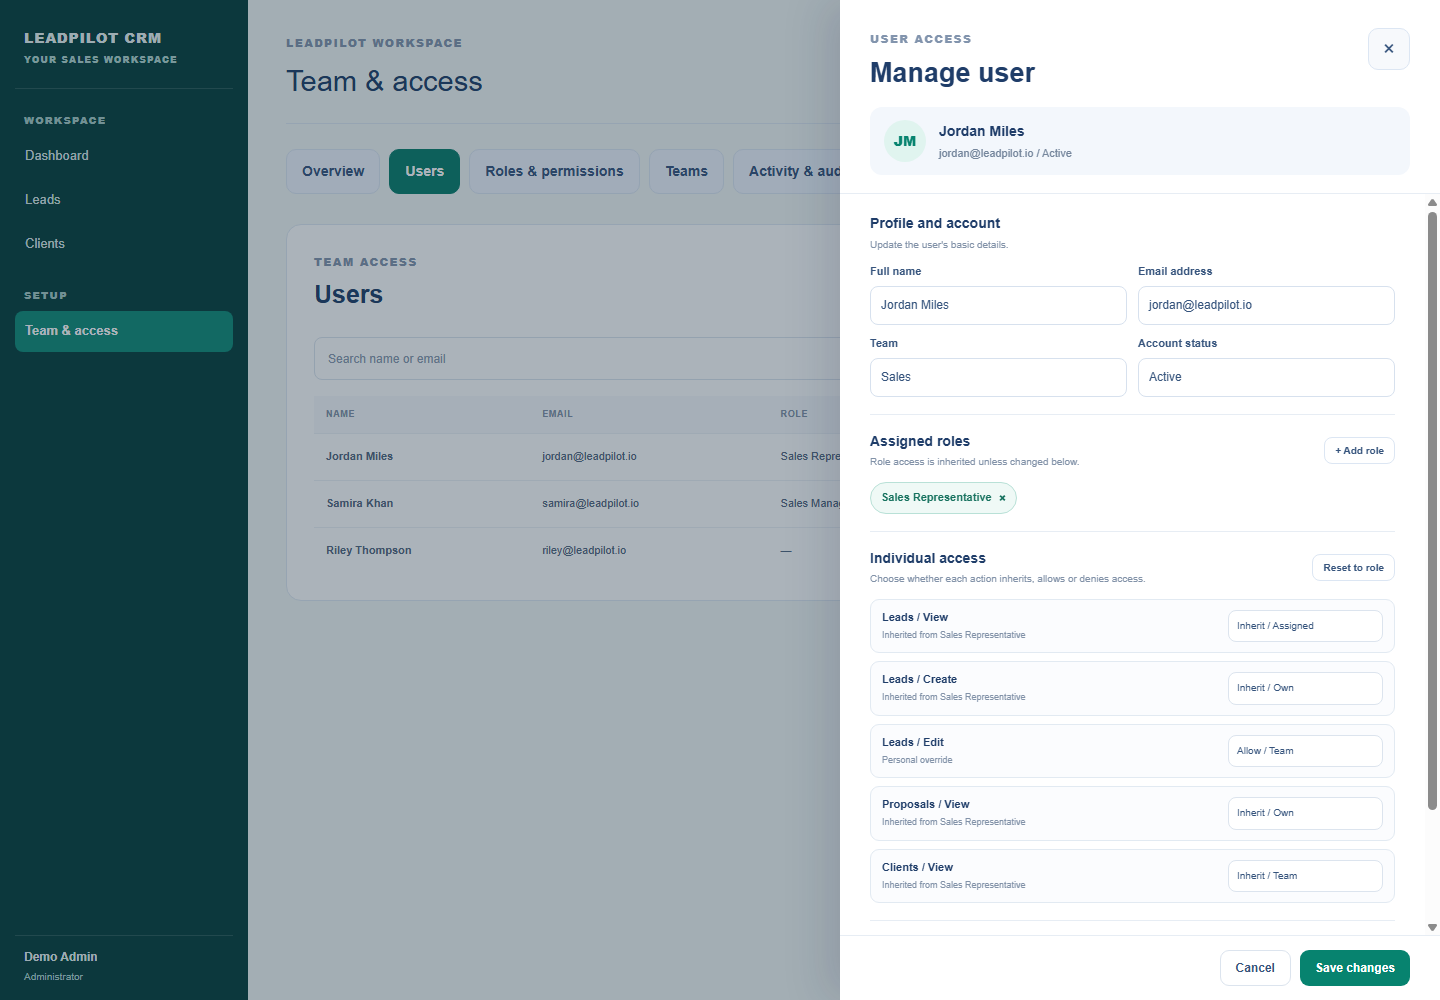 LEADPILOT CRM
YOUR SALES WORKSPACE
WORKSPACE
Dashboard
Leads
Clients
SETUP
Team & access
Demo Admin
Administrator
LEADPILOT WORKSPACE
Team & access
Overview
Users
Roles & permissions
Teams
Activity & aud
TEAM ACCESS
Users
Search name or email
NAME EMAIL ROLE
Jordan Miles jordan@leadpilot.io Sales Repre
Samira Khan samira@leadpilot.io Sales Mana
Riley Thompson riley@leadpilot.io —
USER ACCESS
Manage user
×
JM
Jordan Miles
jordan@leadpilot.io / Active
Profile and account
Update the user's basic details.
Full name Email address
Jordan Miles jordan@leadpilot.io
Team Account status
Sales Active
Assigned roles
Role access is inherited unless changed below.
+ Add role
Sales Representative ×
Individual access
Choose whether each action inherits, allows or denies access.
Reset to role
Leads / View
Inherited from Sales Representative
Inherit / Assigned
Leads / Create
Inherited from Sales Representative
Inherit / Own
Leads / Edit
Personal override
Allow / Team
Proposals / View
Inherited from Sales Representative
Inherit / Own
Clients / View
Inherited from Sales Representative
Inherit / Team
Cancel
Save changes